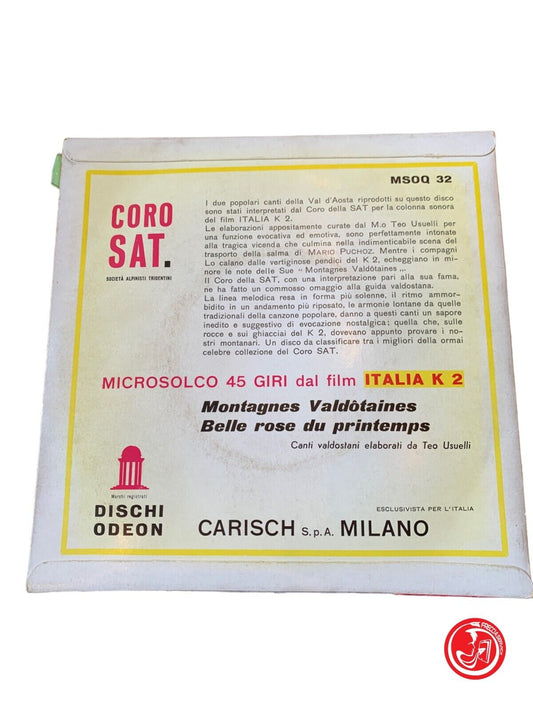 MSOQ 32
CORO
SAT.
SOCIETÀ ALPINISTI TRIDENTINI
I due popolari canti della Val d'Aosta riprodotti su questo disco
sono stati interpretati dal Coro della SAT per la colonna sonora
del film ITALIA K 2.
Le elaborazioni appositamente curate dal M.o Teo Usuelli per
una funzione evocativa ed emotiva, sono perfettamente intonate
alla tragica vicenda che culmina nella indimenticabile scena del
trasporto della salma di MARIO PUCHOZ. Mentre i compagni
Lo calano dalle vertiginose pendici del K 2, echeggiano in mi-
nore le note delle Sue "Montagnes Valdôtaines „.
Il Coro della SAT, con una interpretazione pari alla sua fama,
ne ha fatto un commosso omaggio alla guida valdostana.
La linea melodica resa in forma più solenne, il ritmo ammor-
bidito in un andamento più riposato, le armonie lontane da quelle
tradizionali della canzone popolare, danno a questi canti un sapore
inedito e suggestivo di evocazione nostalgica: quella che, sulle
rocce e sui ghiacciai del K 2, dovevano appunto provare i no-
stri montanari. Un disco da classificare tra i migliori della ormai
celebre collezione del Coro SAT.
MICROSOLCO 45 GIRI dal film ITALIA K 2
Montagnes Valdôtaines
Belle rose du printemps
Canti valdostani elaborati da Teo Usuelli
Marchi registrati
DISCHI
ODEON
ESCLUSIVISTA PER L'ITALIA
CARISCH S.p.A. MILANO